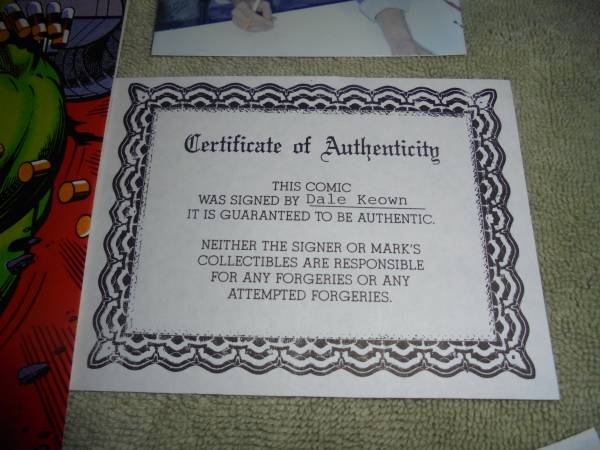 Certificate of Authenticity
THIS COMIC
WAS SIGNED BY Dale Keown
IT IS GUARANTEED TO BE AUTHENTIC.
NEITHER THE SIGNER OR MARK'S
COLLECTIBLES ARE RESPONSIBLE
FOR ANY FORGERIES OR ANY
ATTEMPTED FORGERIES.